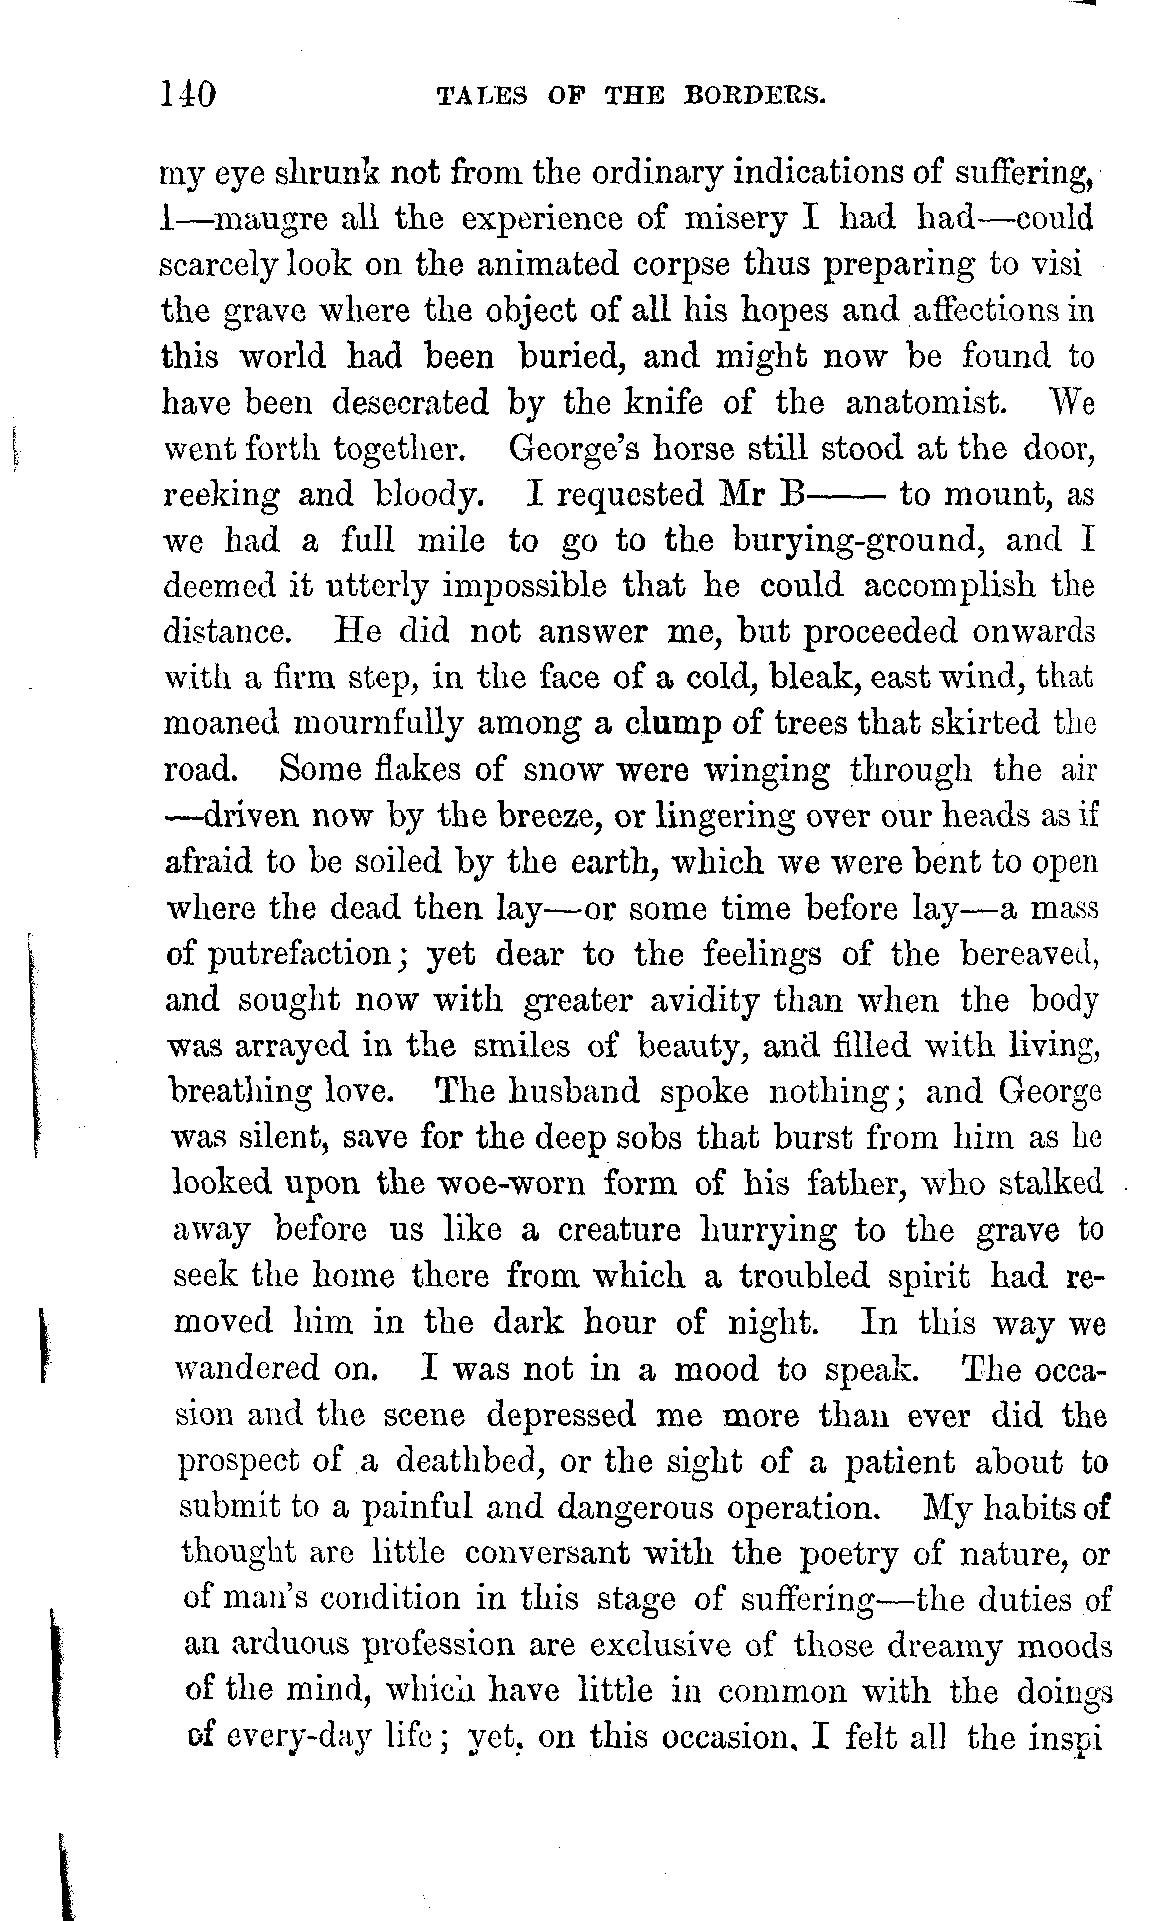 140 TALES OF THE BORDERS.
my eye shrunk not from the ordinary indications of suffering,
I—maugre all the experience of misery I had had—could
scarcely look on the animated corpse thus preparing to visi
the grave where the object of all his hopes and affections in
this world had been buried, and might now be found to
have been desecrated by the knife of the anatomist. We
went forth together. George's horse still stood at the door,
reeking and bloody. I requested Mr B—— to mount, as
we had a full mile to go to the burying-ground, and I
deemed it utterly impossible that he could accomplish the
distance. He did not answer me, but proceeded onwards
with a firm step, in the face of a cold, bleak, east wind, that
moaned mournfully among a clump of trees that skirted the
road. Some flakes of snow were winging through the air
—driven now by the breeze, or lingering over our heads as if
afraid to be soiled by the earth, which we were bent to open
where the dead then lay—or some time before lay—a mass
of putrefaction; yet dear to the feelings of the bereaved,
and sought now with greater avidity than when the body
was arrayed in the smiles of beauty, and filled with living,
breathing love. The husband spoke nothing; and George
was silent, save for the deep sobs that burst from him as he
looked upon the woe-worn form of his father, who stalked
away before us like a creature hurrying to the grave to
seek the home there from which a troubled spirit had re-
moved him in the dark hour of night. In this way we
wandered on. I was not in a mood to speak. The occa-
sion and the scene depressed me more than ever did the
prospect of a deathbed, or the sight of a patient about to
submit to a painful and dangerous operation. My habits of
thought are little conversant with the poetry of nature, or
of man's condition in this stage of suffering—the duties of
an arduous profession are exclusive of those dreamy moods
of the mind, which have little in common with the doings
of every-day life; yet, on this occasion, I felt all the inspi